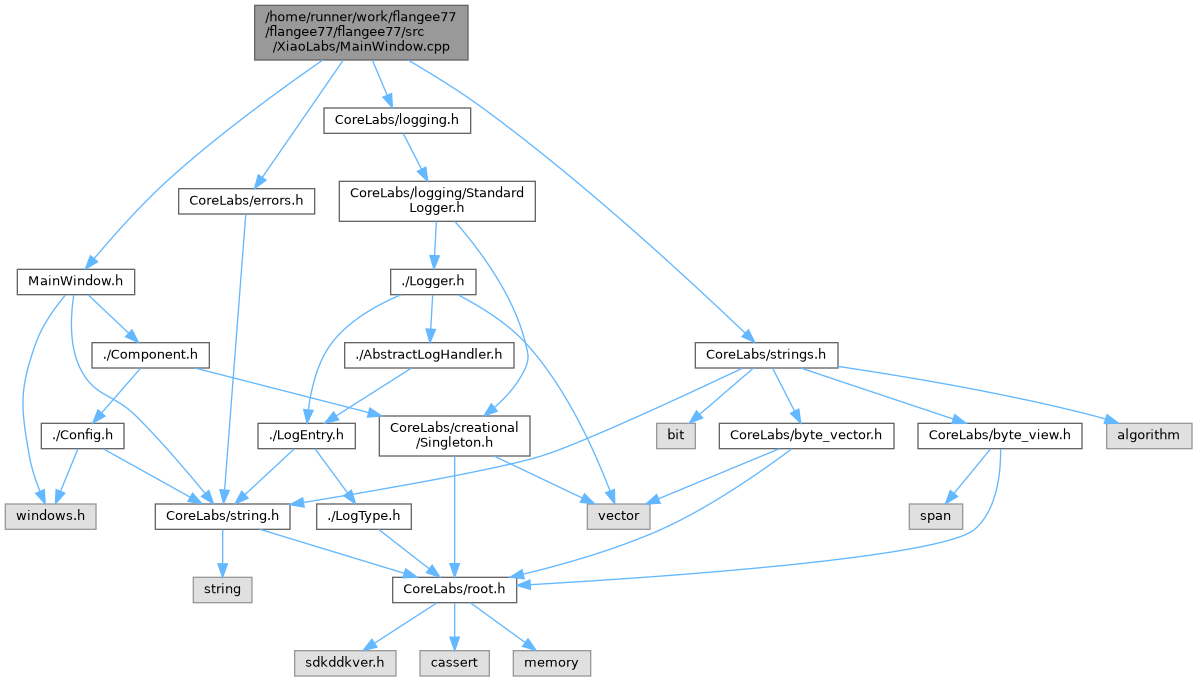 /home/runner/work/flangee77
/flangee77/flangee77/src
/XiaoLabs/MainWindow.cpp
CoreLabs/logging.h
CoreLabs/errors.h
CoreLabs/logging/Standard
Logger.h
MainWindow.h
./Logger.h
./Component.h
./AbstractLogHandler.h
CoreLabs/strings.h
./Config.h
./LogEntry.h
CoreLabs/creational
/Singleton.h
bit
CoreLabs/byte_vector.h
CoreLabs/byte_view.h
algorithm
windows.h
CoreLabs/string.h
./LogType.h
vector
span
string
CoreLabs/root.h
sdkddkver.h
cassert
memory